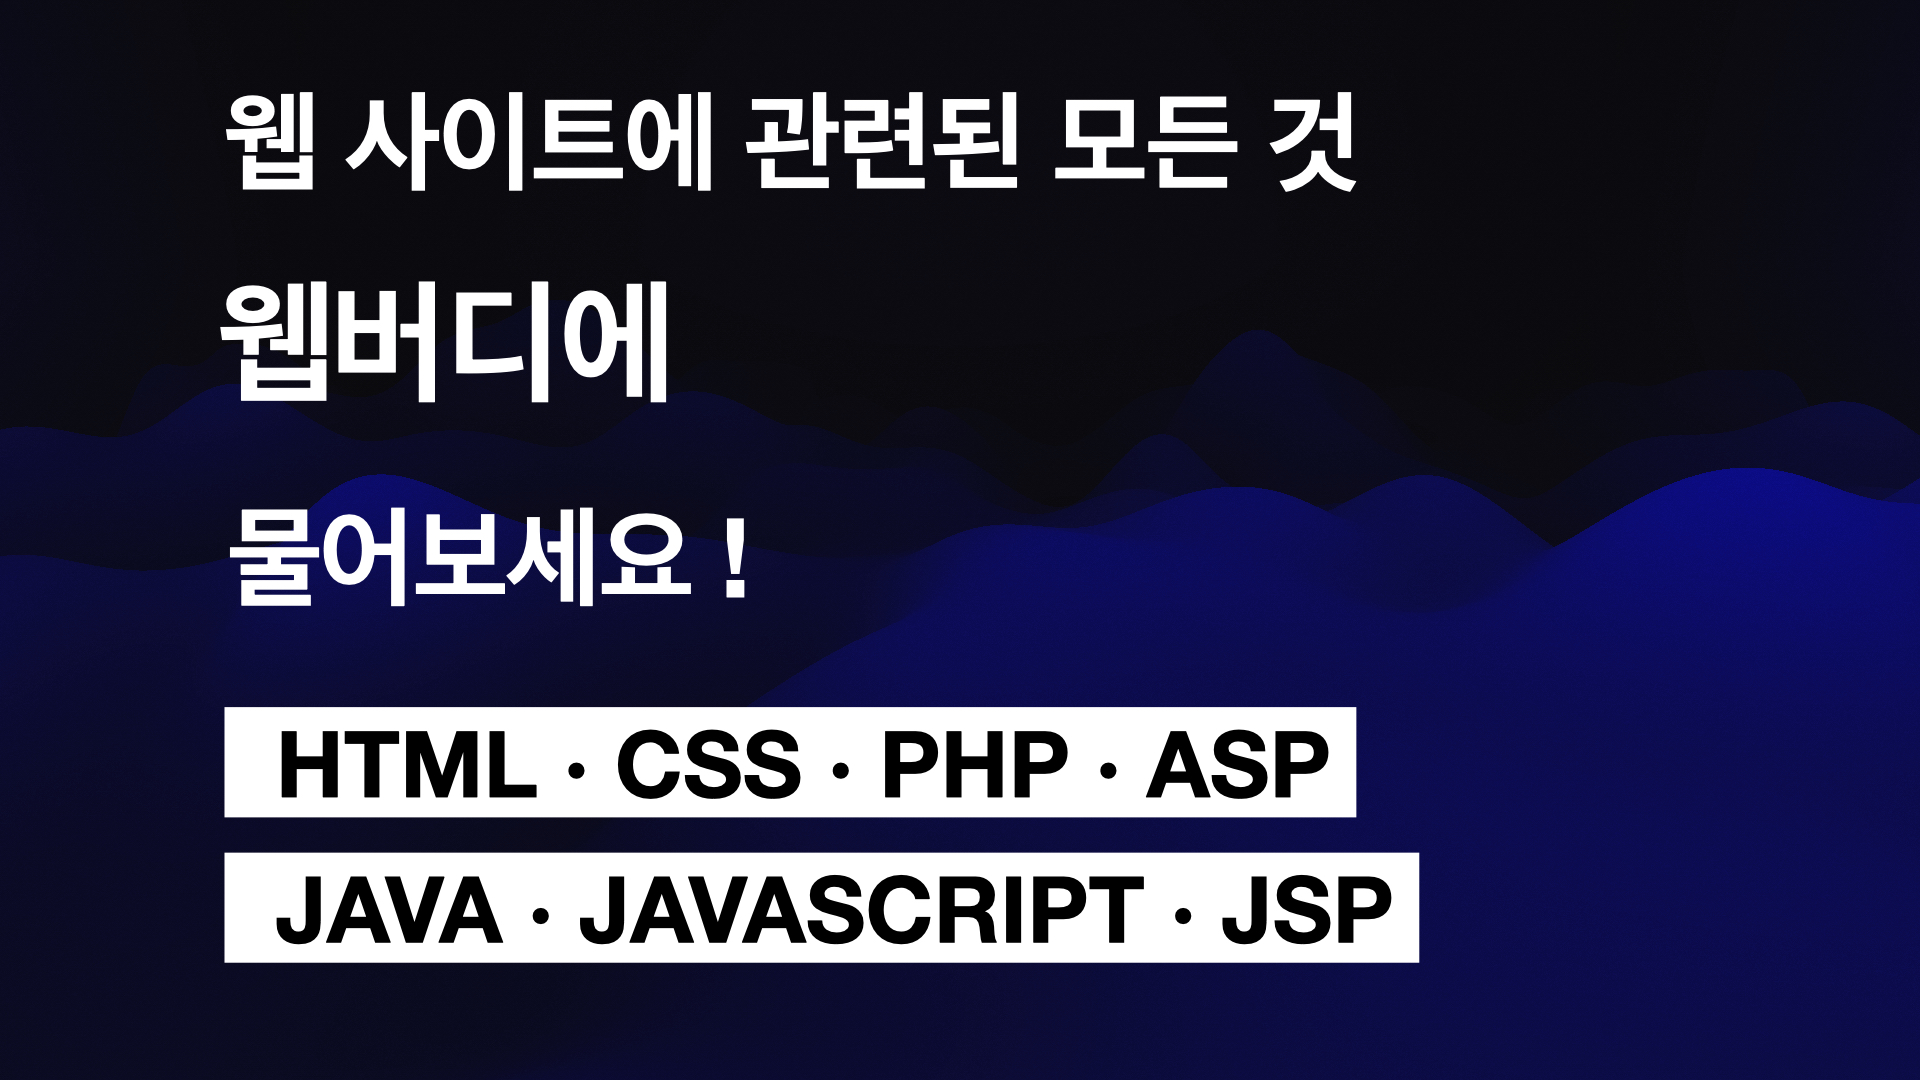 웹 사이트에 관련된 모든 것
웹버디에
물어보세요 !
HTML · CSS · PHP · ASP
JAVA · JAVASCRIPT · JSP